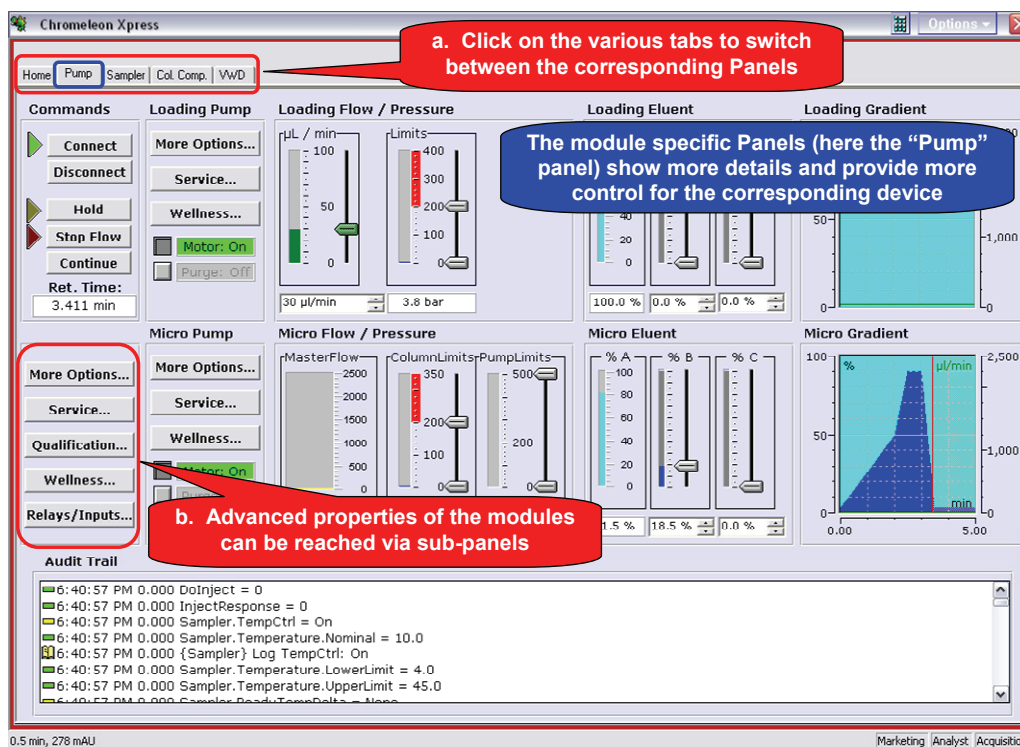 Chromeleon Xpress
Options
a. Click on the various tabs to switch
between the corresponding Panels
Home Pump Sampler Col. Comp. VWD
Commands
Connect
Disconnect
Hold
Stop Flow
Continue
Ret. Time:
3.411 min
Loading Pump
More Options...
Service...
Wellness...
Motor: On
Purge: Off
Loading Flow / Pressure
µL / min
100
50
0
30 µl/min
Limits
400
300
200
100
0
3.8 bar
Loading Eluent
The module specific Panels (here the “Pump”
panel) show more details and provide more
control for the corresponding device
40
20
0
100.0 % 0.0 % 0.0 %
Loading Gradient
50
0
1,000
0
More Options...
Service...
Qualification...
Wellness...
Relays/Inputs...
Micro Pump
More Options...
Service...
Wellness...
Motor: On
Micro Flow / Pressure
MasterFlow
2500
2000
1500
1000
500
0
ColumnLimits
350
200
100
0
PumpLimits
500
200
0
Micro Eluent
% A % B % C
100
80
60
40
20
0
1.5 % 18.5 % 0.0 %
Micro Gradient
100
50
0
%
µl/min
2,500
1,000
0
min
0.00 5.00
b. Advanced properties of the modules
can be reached via sub-panels
Audit Trail
6:40:57 PM 0.000 DoInject = 0
6:40:57 PM 0.000 InjectResponse = 0
6:40:57 PM 0.000 Sampler.TempCtrl = On
6:40:57 PM 0.000 Sampler.Temperature.Nominal = 10.0
6:40:57 PM 0.000 {Sampler} Log TempCtrl: On
6:40:57 PM 0.000 Sampler.Temperature.LowerLimit = 4.0
6:40:57 PM 0.000 Sampler.Temperature.UpperLimit = 45.0
6:40:57 PM 0.000 Sampler.ReadyTempDelta = None
0.5 min, 278 mAU
Marketing Analyst Acquisitio